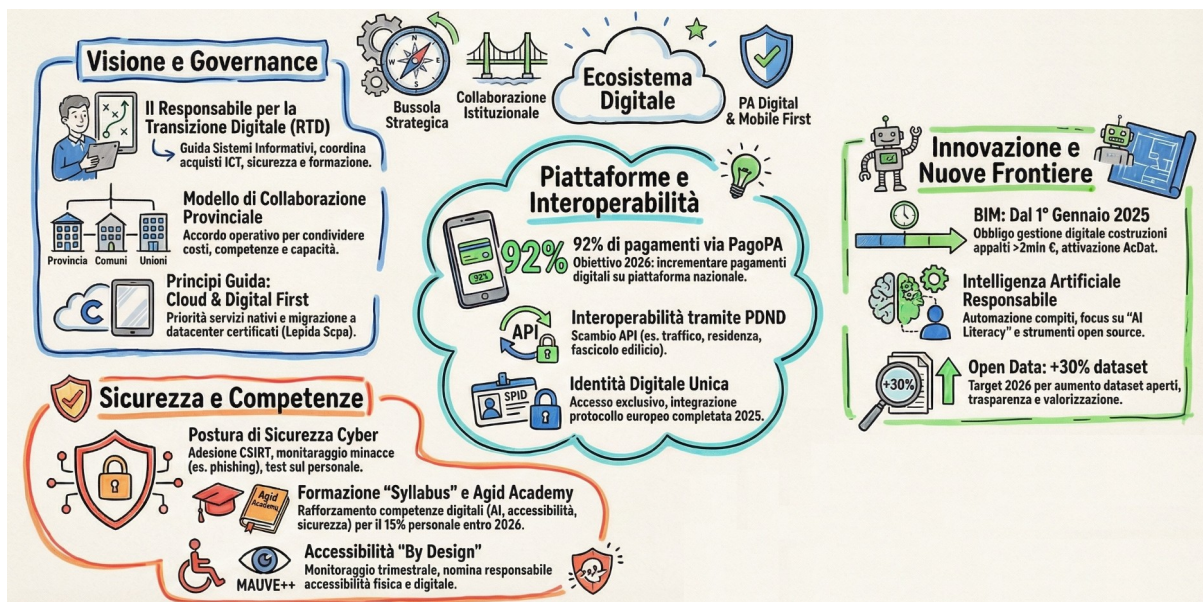 Visione e Governance
Il Responsabile per la
Transizione Digitale (RTD)
Guida Sistemi Informativi, coordina
acquisti ICT, sicurezza e formazione.
Modello di Collaborazione
Provinciale
Accordo operativo per condividere
costi, competenze e capacità.
Provincia Comuni Unioni
Principi Guida:
Cloud & Digital First
Priorità servizi nativi e migrazione a
datacenter certificati (Lepida Scpa).
C
N
W E
S
Bussola
Strategica
Collaborazione
Istituzionale
Ecosistema
Digitale
PA Digital
& Mobile First
Piattaforme e
Interoperabilità
92%
92%
92% di pagamenti via PagoPA
Obiettivo 2026: incrementare pagamenti
digitali su piattaforma nazionale.
API
Interoperabilità tramite PDND
Scambio API (es. traffico, residenza,
fascicolo edilicio).
SPID
Identità Digitale Unica
Accesso exclusivo, integrazione
protocollo europeo completata 2025.
Innovazione e
Nuove Frontiere
BIM: Dal 1° Gennaio 2025
Obbligo gestione digitale costruzioni
appalti >2mln €, attivazione AcDat.
Intelligenza Artificiale
Responsabile
Automazione compiti, focus su “AI
Literacy” e strumenti open source.
+30%
Open Data: +30% dataset
Target 2026 per aumento dataset aperti,
trasparenza e valorizzazione.
Sicurezza e Competenze
Postura di Sicurezza Cyber
Adesione CSIRT, monitaraggio minacce
(es. phishing), test sul personale.
Agid
Academy
Formazione “Syllabus” e Agid Academy
Rafforzamento competenze digitali (AI, accessibilità,
sicurezza) per il 15% personale entro 2026.
MAUVE++
Accessibilità “By Design”
Monitoraggio trimestrale, nomina responsabile
accessibilità fisica e digitale.